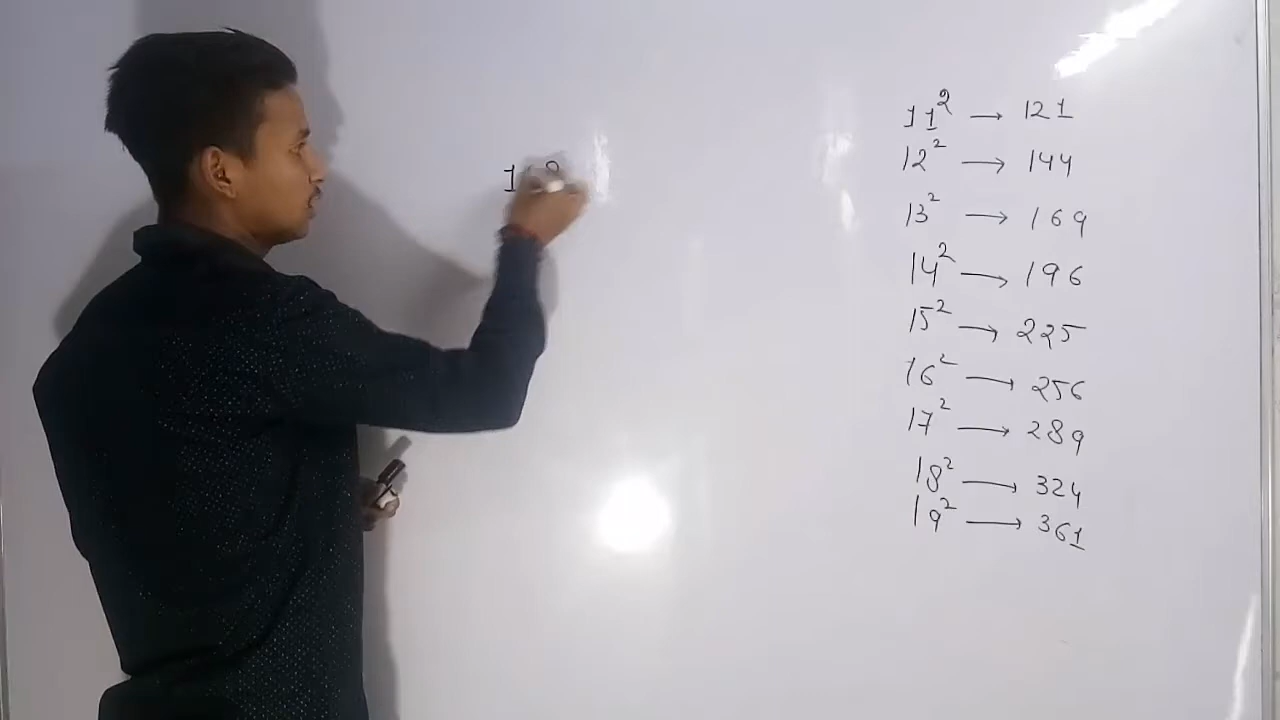 11² → 121
12² → 144
13² → 169
14² → 196
15² → 225
16² → 256
17² → 289
18² → 324
19² → 361